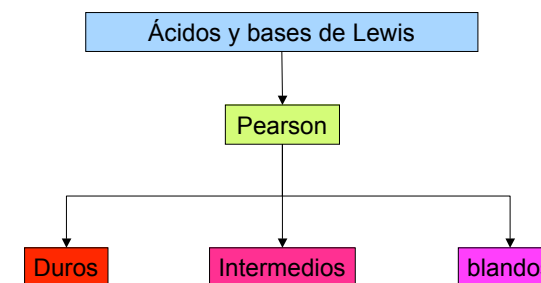 Ácidos y bases de Lewis
Pearson
Duros
Intermedios
blando